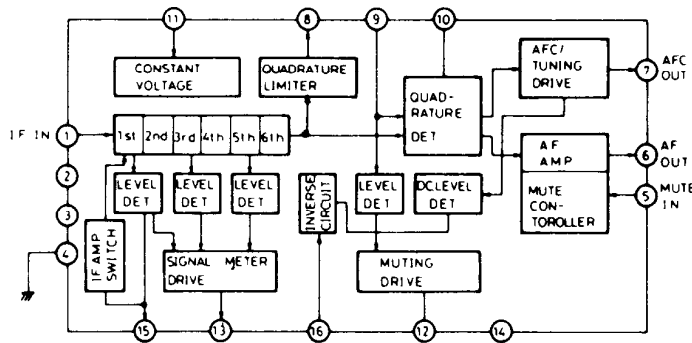 11
8
9
10
CONSTANT
VOLTAGE
QUADRATURE
LIMITER
AFC/
TUNING
DRIVE
7
AFC
OUT
QUAD-
RATURE
DET
IF IN
1
1st 2nd 3rd 4th 5th 6th
AF
AMP
6
AF
OUT
2
LEVEL
DET
LEVEL
DET
LEVEL
DET
INVERSE
CIRCUIT
LEVEL
DET
DC LEVEL
DET
MUTE
CON-
TOROLLER
5
MUTE
IN
3
4
IF AMP
SWITCH
SIGNAL METER
DRIVE
MUTING
DRIVE
15
13
16
12
14